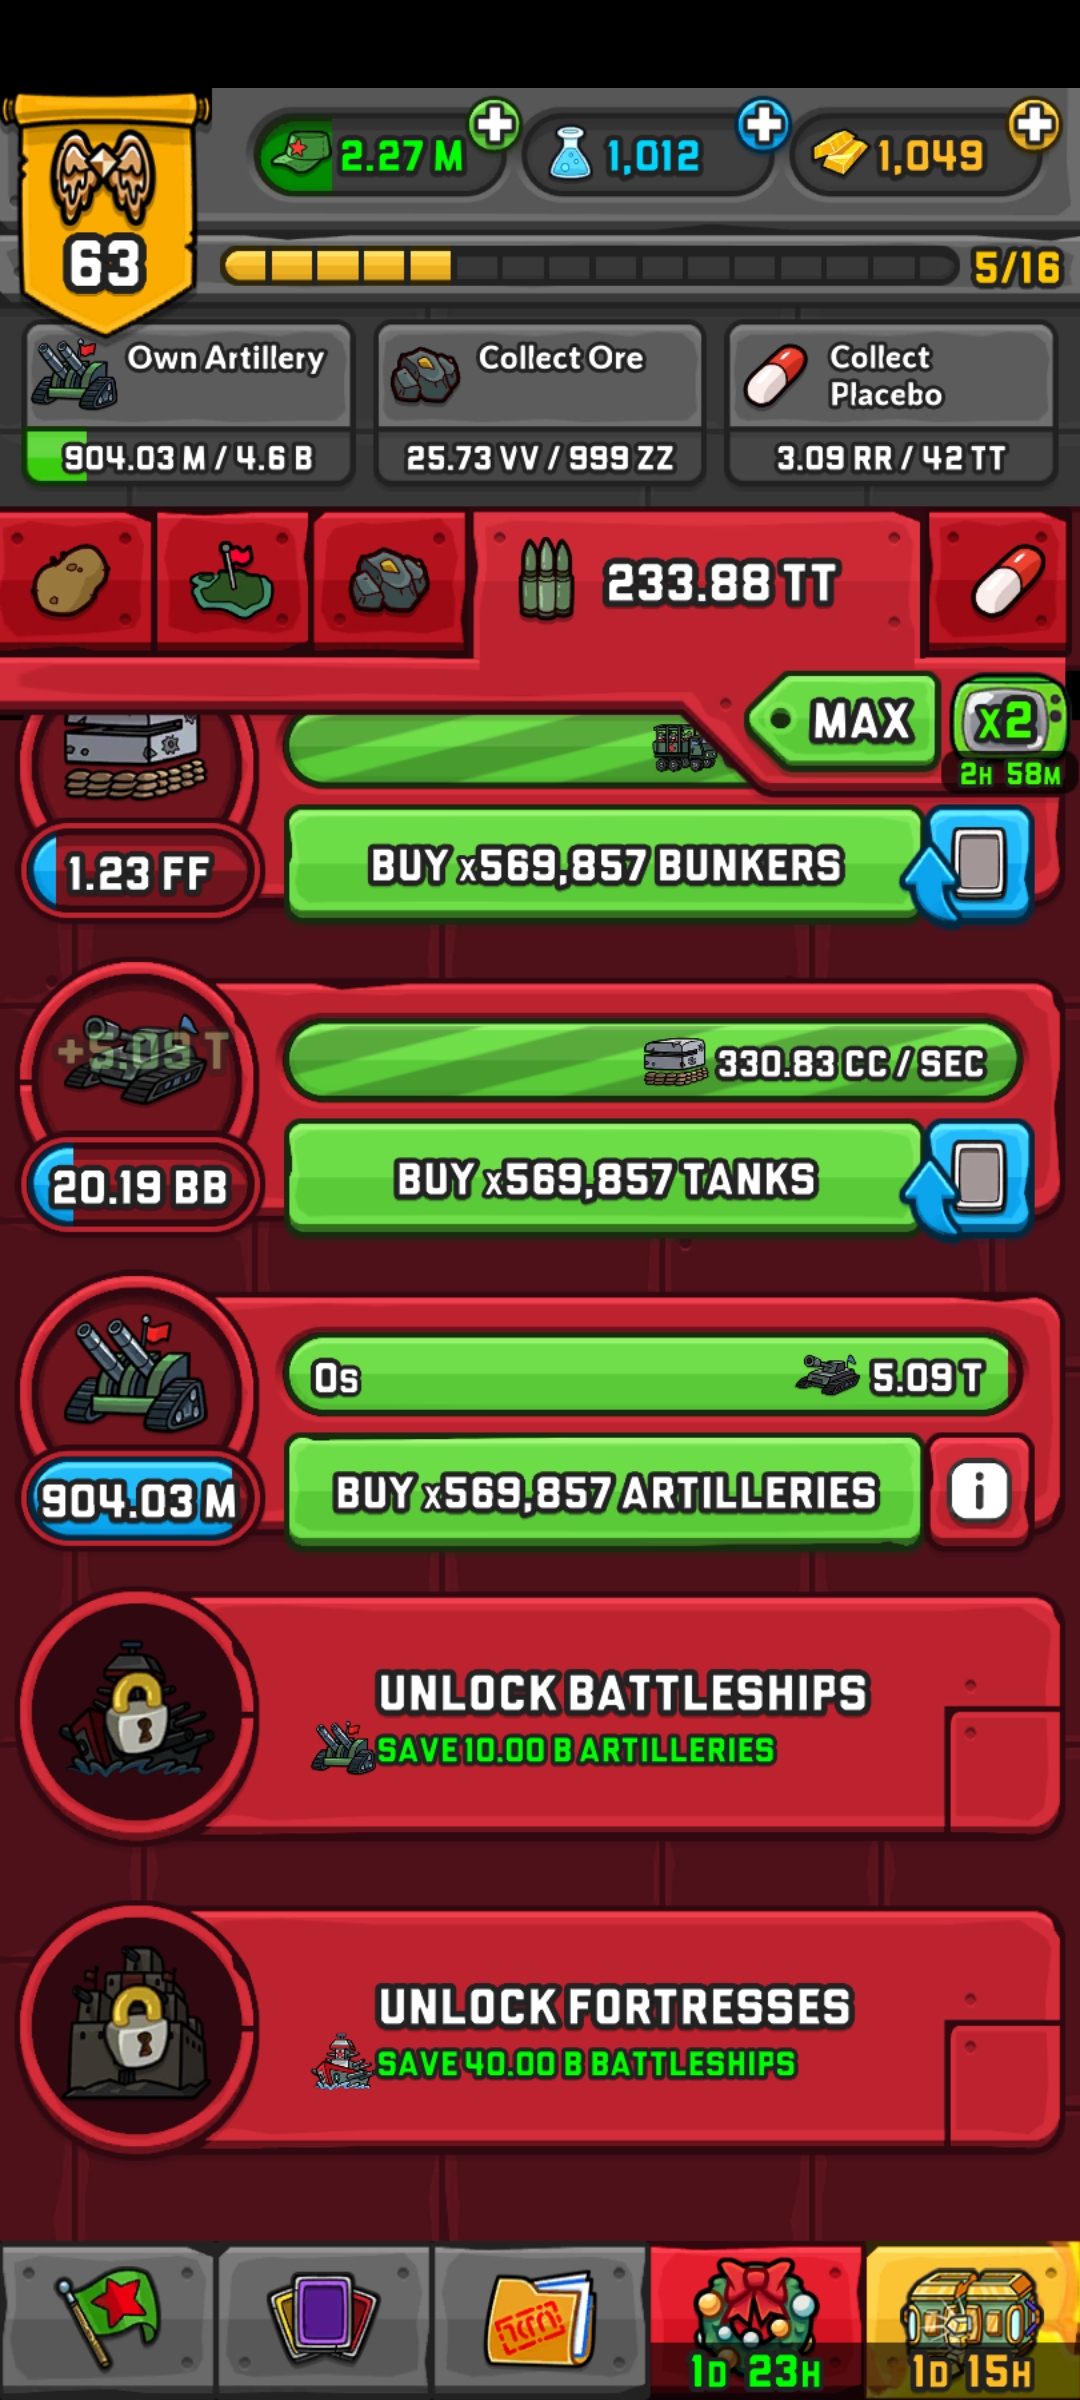 2.27 M
1,012
1,049
63
5/16
Own Artillery
904.03 M / 4.6 B
Collect Ore
25.73 VV / 999 ZZ
Collect
Placebo
3.09 RR / 42 TT
233.88 TT
MAX
x2
2H 58M
1.23 FF
BUY x569,857 BUNKERS
+5.09 T
330.83 CC / SEC
20.19 BB
BUY x569,857 TANKS
0s
5.09 T
904.03 M
BUY x569,857 ARTILLERIES
i
UNLOCK BATTLESHIPS
SAVE 10.00 B ARTILLERIES
UNLOCK FORTRESSES
SAVE 40.00 B BATTLESHIPS
1D 23H
1D 15H